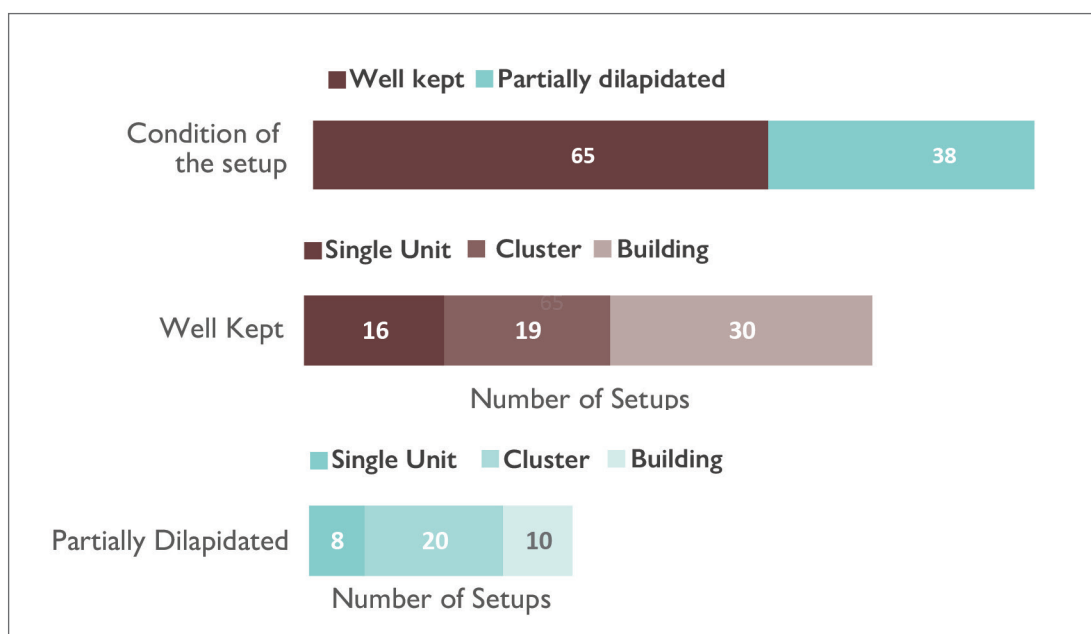 Well kept Partially dilapidated
Condition of
the setup
65 38
Single Unit Cluster Building
65
Well Kept 16 19 30
Number of Setups
Single Unit Cluster Building
Partially Dilapidated 8 20 10
Number of Setups